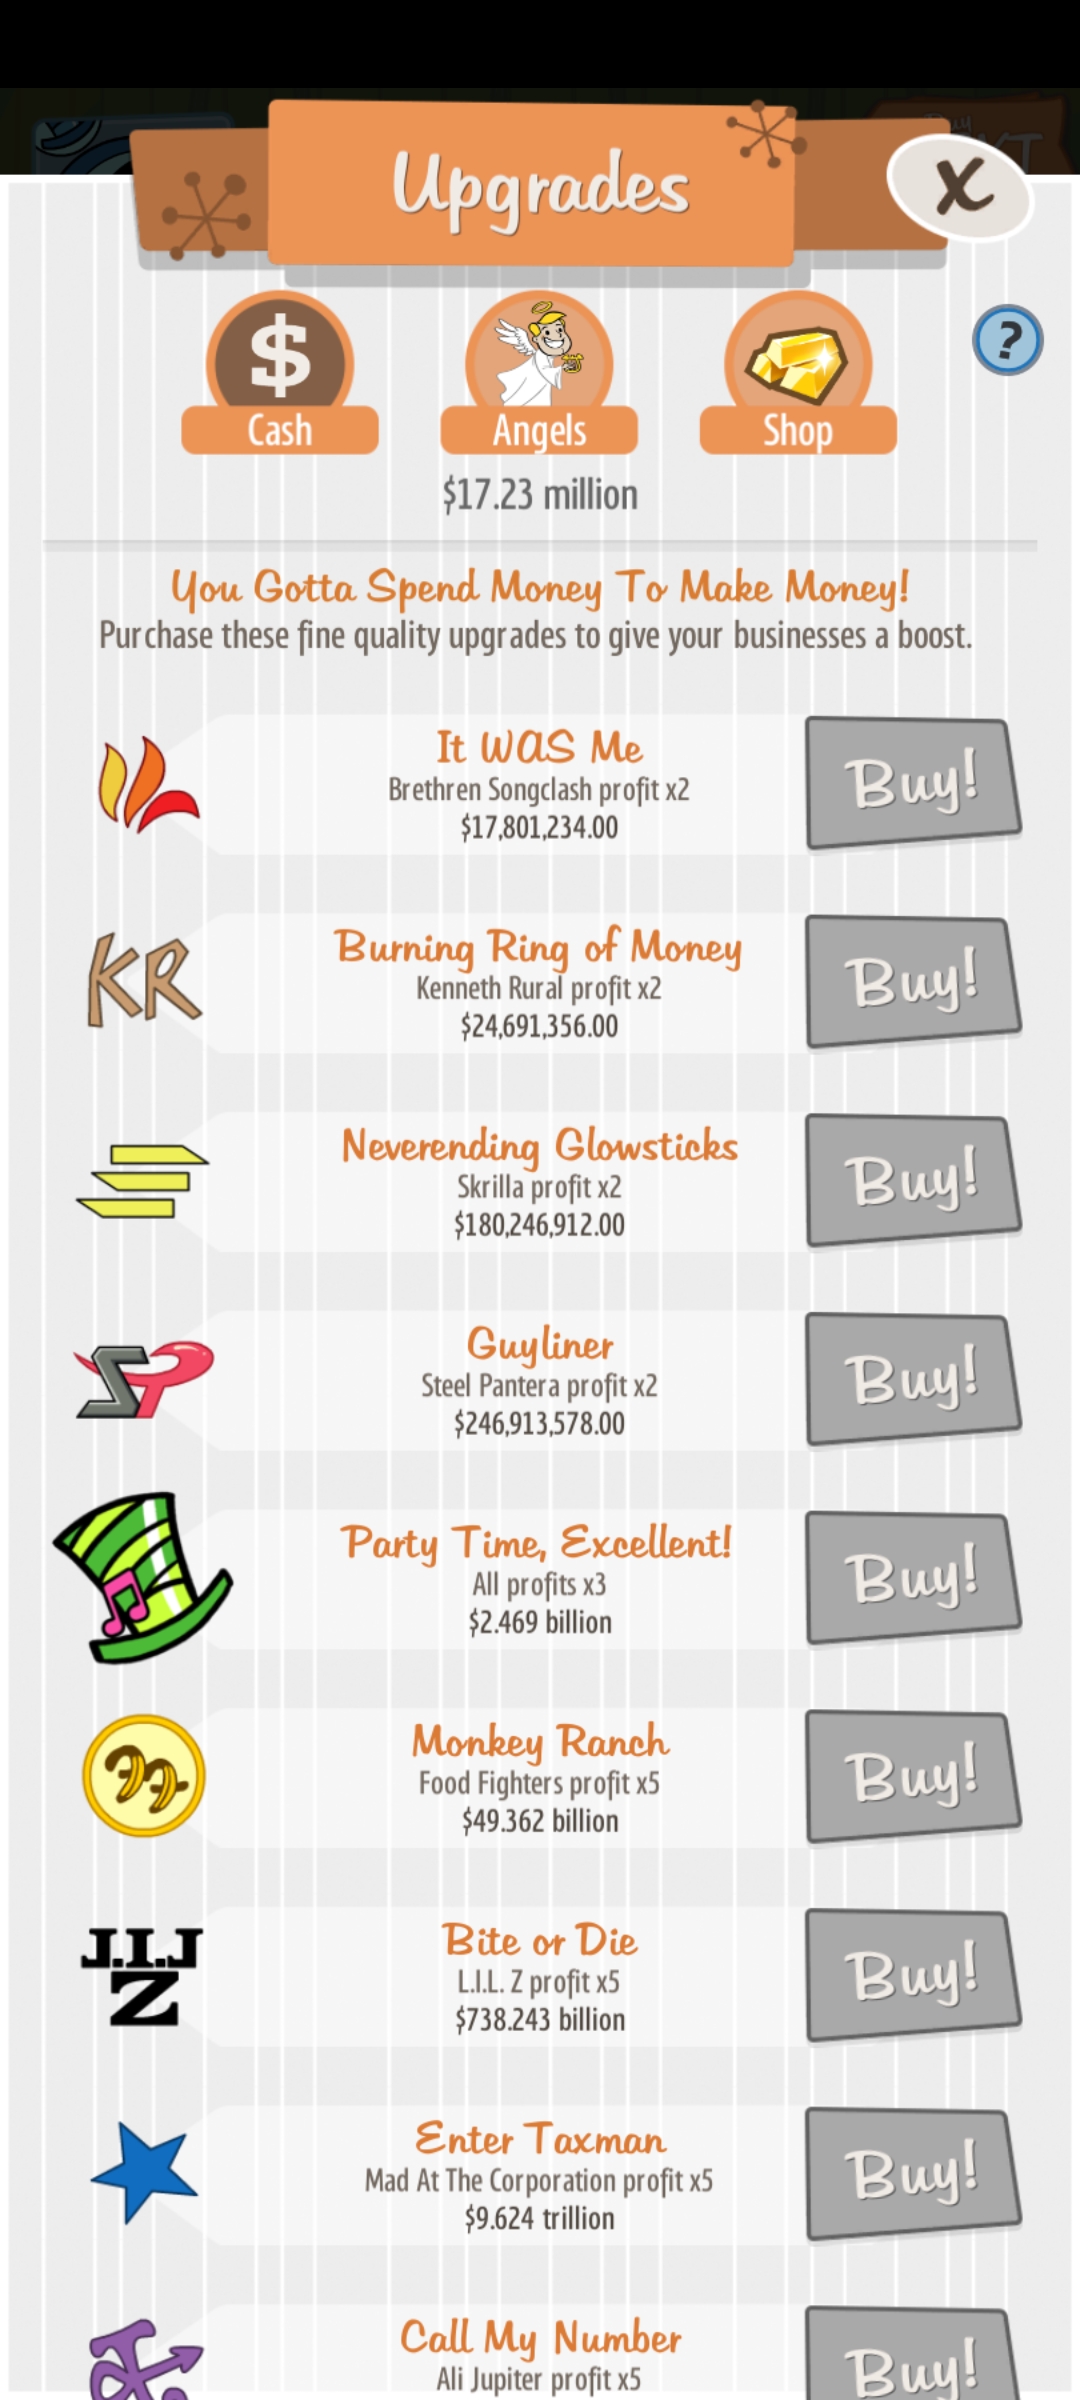 Buy
Upgrades
X
$
?
Cash
Angels
Shop
$17.23 million
You Gotta Spend Money To Make Money!
Purchase these fine quality upgrades to give your businesses a boost.
It WAS Me
Brethren Songclash profit x2
$17,801,234.00
Buy!
KR
Burning Ring of Money
Kenneth Rural profit x2
$24,691,356.00
Buy!
Neverending Glowsticks
Skrilla profit x2
$180,246,912.00
Buy!
SP
Guyliner
Steel Pantera profit x2
$246,913,578.00
Buy!
Party Time, Excellent!
All profits x3
$2.469 billion
Buy!
Monkey Ranch
Food Fighters profit x5
$49.362 billion
Buy!
J.I.J
Z
Bite or Die
L.I.L. Z profit x5
$738.243 billion
Buy!
Enter Taxman
Mad At The Corporation profit x5
$9.624 trillion
Buy!
Call My Number
Ali Jupiter profit x5
Buy!